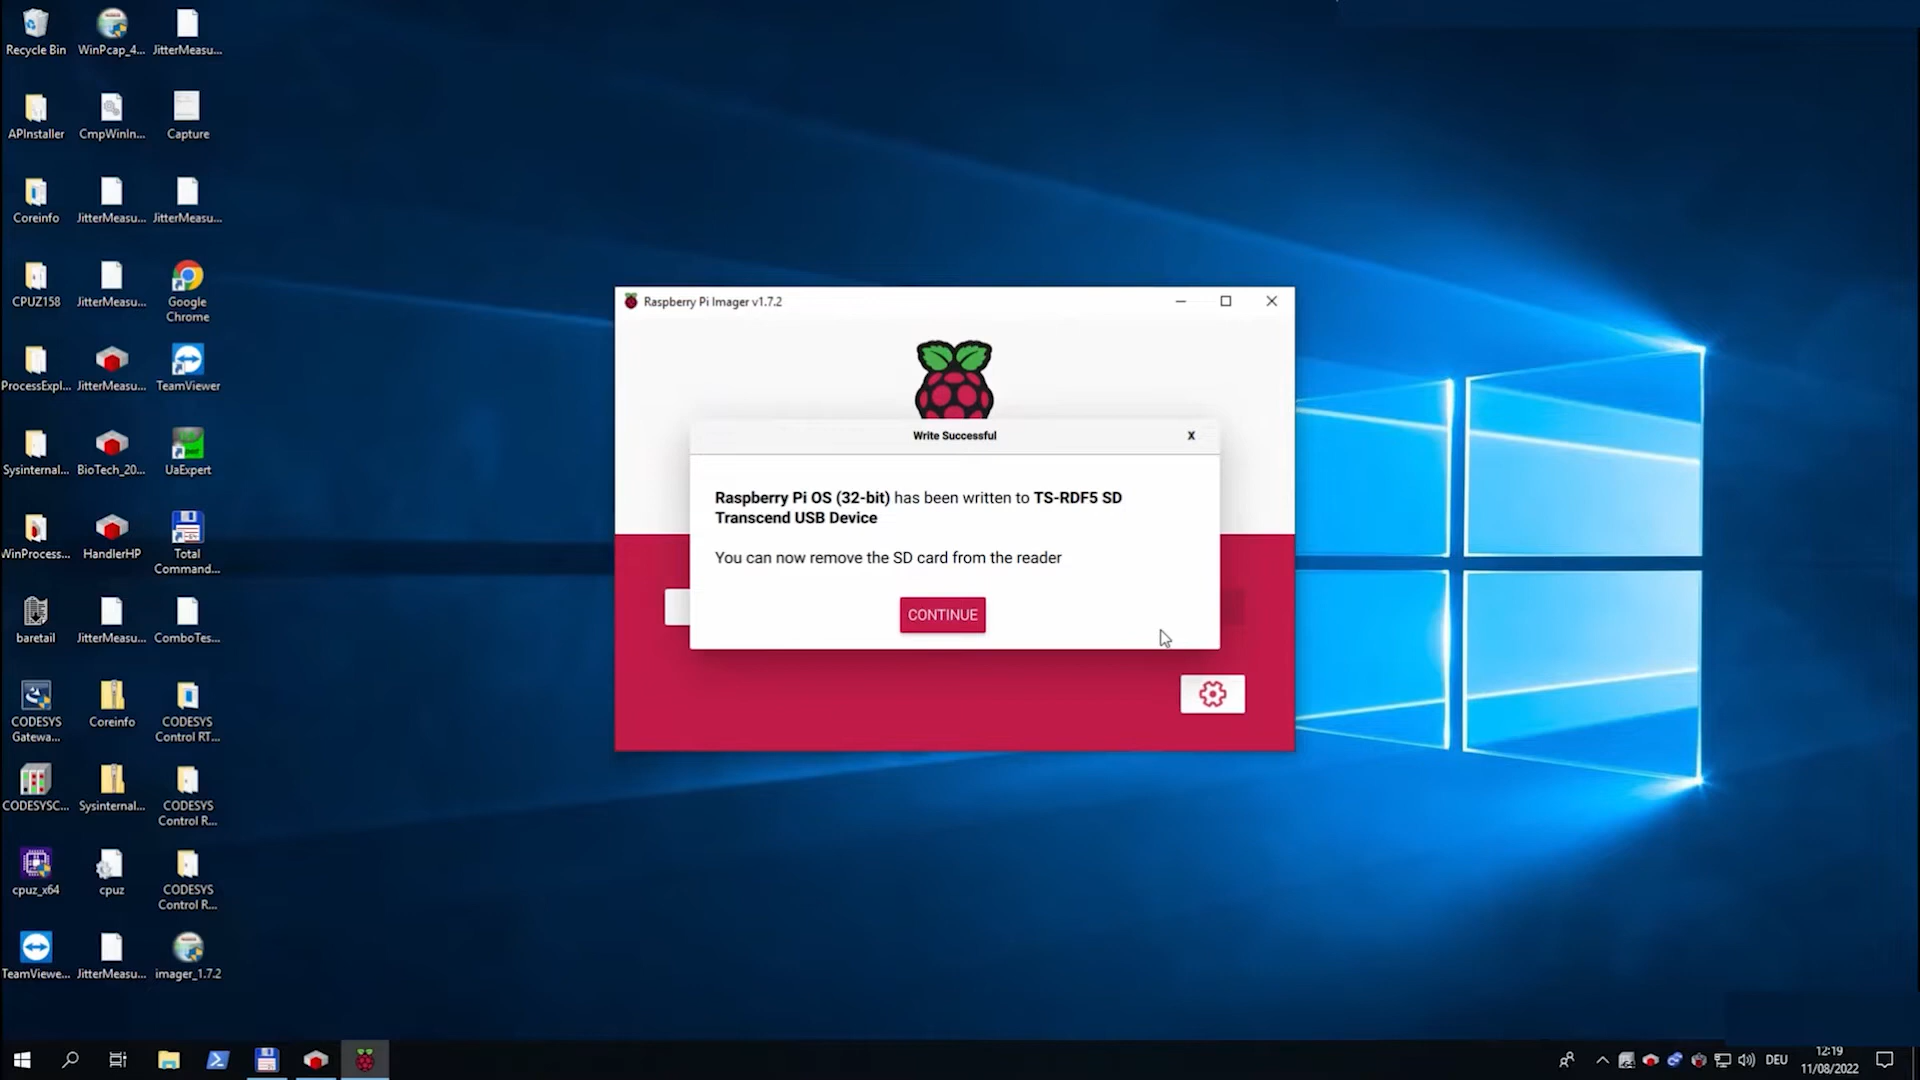 Recycle Bin
WinPcap_4...
JitterMeasu...
APInstaller
CmpWinIn...
Capture
Coreinfo
JitterMeasu...
JitterMeasu...
CPUZ158
JitterMeasu...
Google
Chrome
ProcessExpl...
JitterMeasu...
TeamViewer
Sysinternal...
BioTech_20...
UaExpert
WinProcess...
HandlerHP
Total
Command...
baretail
JitterMeasu...
ComboTes...
CODESYS
Gatewa...
Coreinfo
CODESYS
Control RT...
CODESYSC...
Sysinternal...
CODESYS
Control R...
cpuz_x64
cpuz
CODESYS
Control R...
TeamViewe...
JitterMeasu...
imager_1.7.2
Raspberry Pi Imager v1.7.2
Write Successful
X
Raspberry Pi OS (32-bit) has been written to TS-RDF5 SD
Transcend USB Device
You can now remove the SD card from the reader
CONTINUE
DEU
12:19
11/08/2022